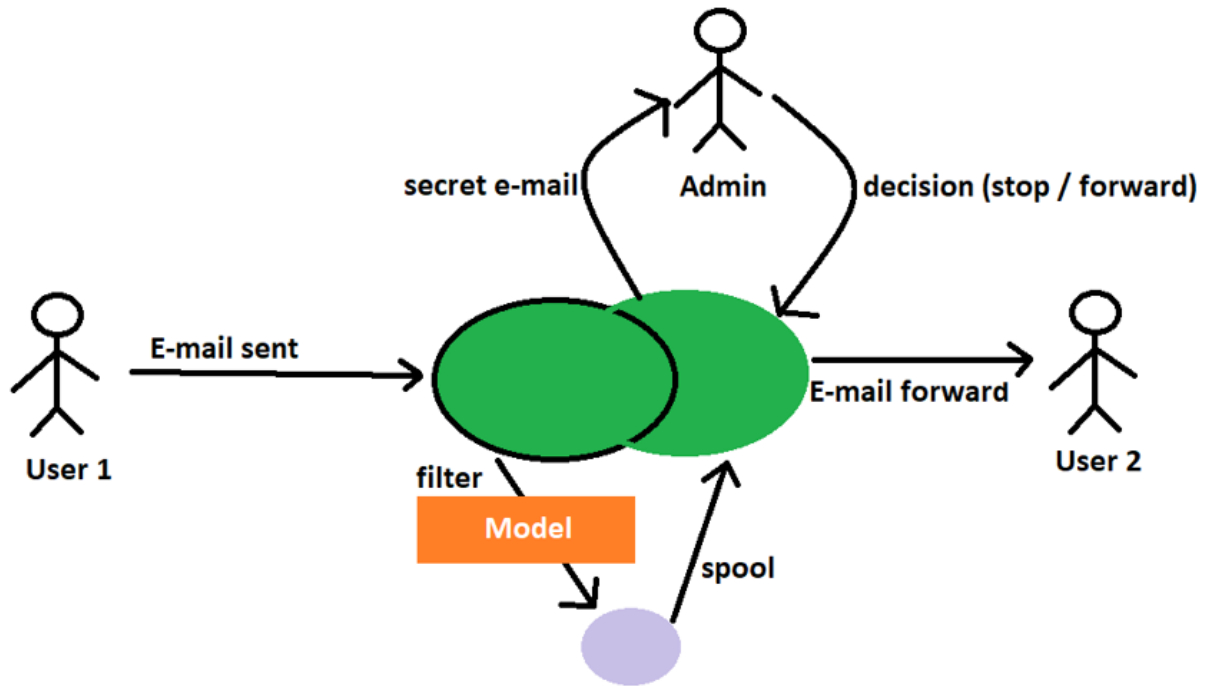 secret e-mail
Admin
decision (stop / forward)
E-mail sent
E-mail forward
User 1
User 2
filter
Model
spool